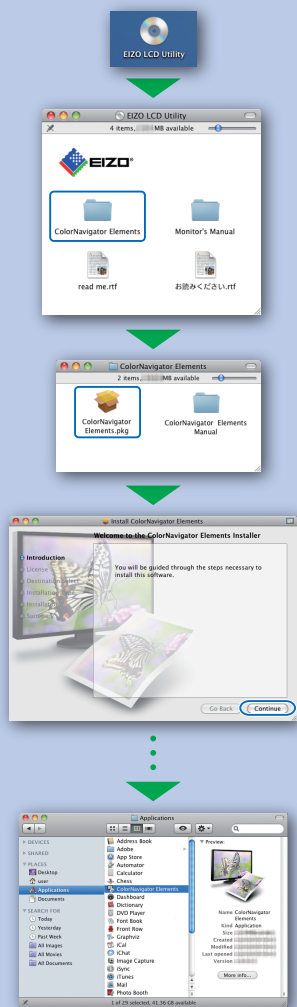 EIZO LCD Utility
EIZO LCD Utility
4 items, MB available
EIZO
ColorNavigator Elements
Monitor's Manual
read me.rtf
お読みください.rtf
ColorNavigator Elements
2 items, MB available
ColorNavigator
Elements.pkg
ColorNavigator Elements
Manual
Install ColorNavigator Elements
Welcome to the ColorNavigator Elements Installer
Introduction
License
Destination Select
Installation Type
Installation
Summary
You will be guided through the steps necessary to
install this software.
Go Back
Continue
Applications
DEVICES
SHARED
PLACES
Desktop
user
Applications
Documents
SEARCH FOR
Today
Yesterday
Past Week
All Images
All Movies
All Documents
Address Book
Adobe
App Store
Automator
Calculator
Chess
ColorNavigator Elements
Dashboard
Dictionary
DVD Player
Font Book
Front Row
Graphviz
iCal
iChat
Image Capture
iSync
iTunes
Mail
Photo Booth
Preview:
Name ColorNavigator
Elements
Kind Application
Size
Created
Modified
Last opened
Version
More info...
1 of 29 selected, 41.36 GB available